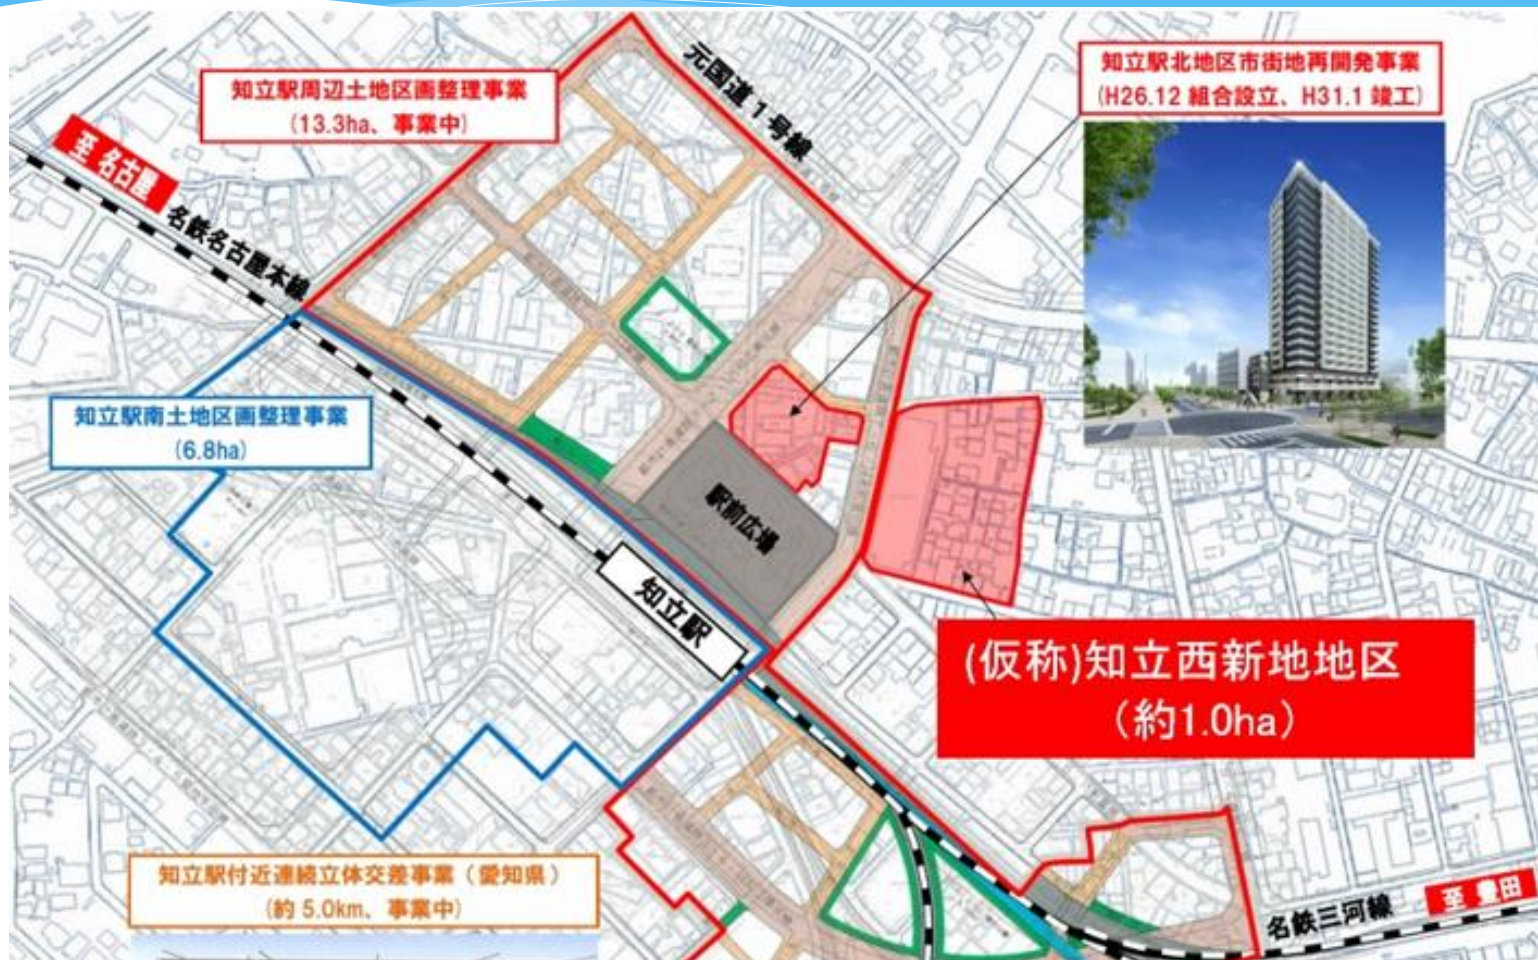 知立駅周辺土地区画整理事業
(13.3ha、事業中)
元国道1号線
知立駅北地区市街地再開発事業
(H26.12 組合設立、H31.1 竣工)
至 名古屋
名鉄名古屋本線
知立駅南土地区画整理事業
(6.8ha)
駅前広場
知立駅
(仮称)知立西新地地区
（約1.0ha）
知立駅付近連続立体交差事業（愛知県）
(約 5.0km、事業中)
名鉄三河線
至 豊田